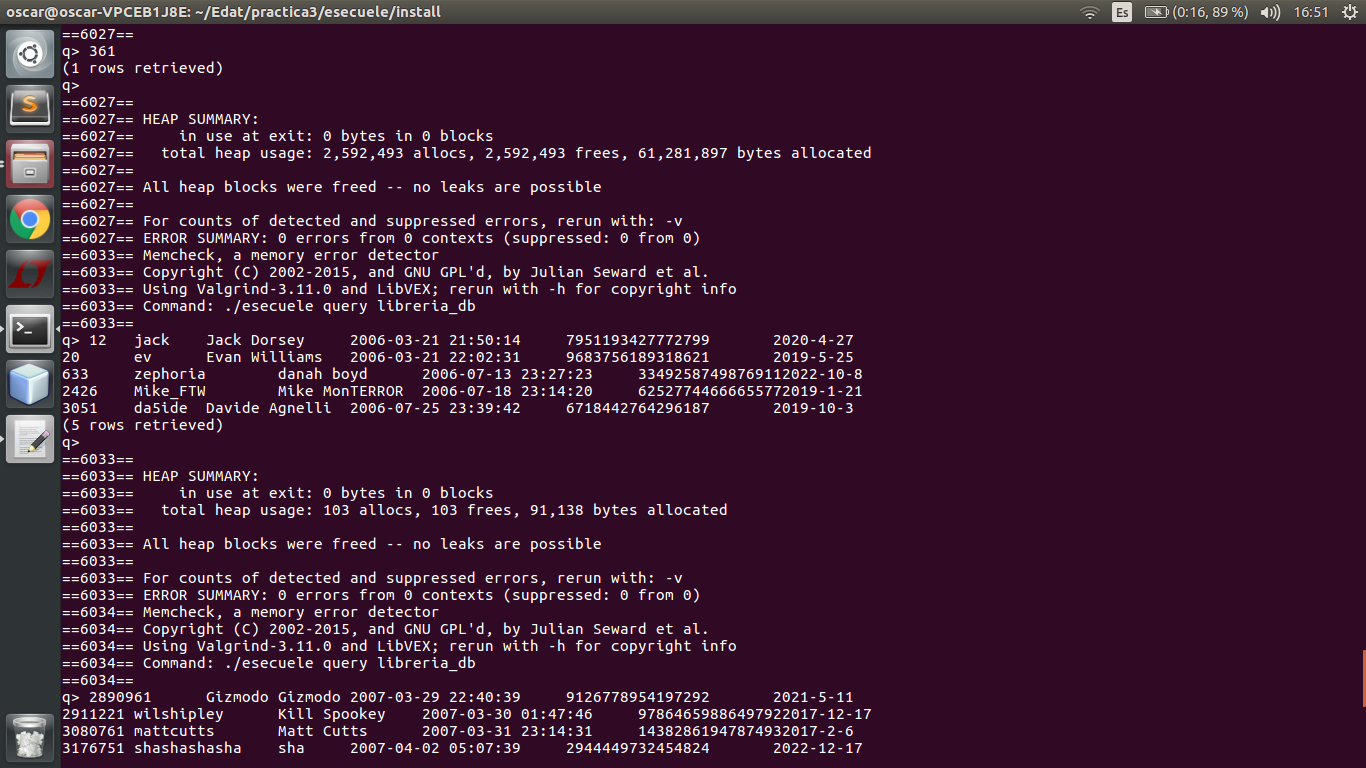 oscar@oscar-VPCEB1J8E: ~/Edat/practica3/esecuele/install Es (0:16, 89 %) 16:51
==6027==
q> 361
(1 rows retrieved)
q>
==6027==
==6027== HEAP SUMMARY:
==6027==     in use at exit: 0 bytes in 0 blocks
==6027==   total heap usage: 2,592,493 allocs, 2,592,493 frees, 61,281,897 bytes allocated
==6027==
==6027== All heap blocks were freed -- no leaks are possible
==6027==
==6027== For counts of detected and suppressed errors, rerun with: -v
==6027== ERROR SUMMARY: 0 errors from 0 contexts (suppressed: 0 from 0)
==6033== Memcheck, a memory error detector
==6033== Copyright (C) 2002-2015, and GNU GPL'd, by Julian Seward et al.
==6033== Using Valgrind-3.11.0 and LibVEX; rerun with -h for copyright info
==6033== Command: ./esecuele query libreria_db
==6033==
q> 12   jack    Jack Dorsey     2006-03-21 21:50:14     7951193427772799       2020-4-27
20      ev      Evan Williams   2006-03-21 22:02:31     9683756189318621       2019-5-25
633     zephoria        danah boyd      2006-07-13 23:27:23     33492587498769112022-10-8
2426    Mike_FTW        Mike MonTERROR  2006-07-18 23:14:20     62527744666655772019-1-21
3051    da5ide  Davide Agnelli  2006-07-25 23:39:42     6718442764296187       2019-10-3
(5 rows retrieved)
q>
==6033==
==6033== HEAP SUMMARY:
==6033==     in use at exit: 0 bytes in 0 blocks
==6033==   total heap usage: 103 allocs, 103 frees, 91,138 bytes allocated
==6033==
==6033== All heap blocks were freed -- no leaks are possible
==6033==
==6033== For counts of detected and suppressed errors, rerun with: -v
==6033== ERROR SUMMARY: 0 errors from 0 contexts (suppressed: 0 from 0)
==6034== Memcheck, a memory error detector
==6034== Copyright (C) 2002-2015, and GNU GPL'd, by Julian Seward et al.
==6034== Using Valgrind-3.11.0 and LibVEX; rerun with -h for copyright info
==6034== Command: ./esecuele query libreria_db
==6034==
q> 2890961      Gizmodo Gizmodo 2007-03-29 22:40:39     9126778954197292       2021-5-11
2911221 wilshipley      Kill Spookey    2007-03-30 01:47:46     97864659886497922017-12-17
3080761 mattcutts       Matt Cutts      2007-03-31 23:14:31     14382861947874932017-2-6
3176751 shashashasha    sha     2007-04-02 05:07:39     2944449732454824       2022-12-17